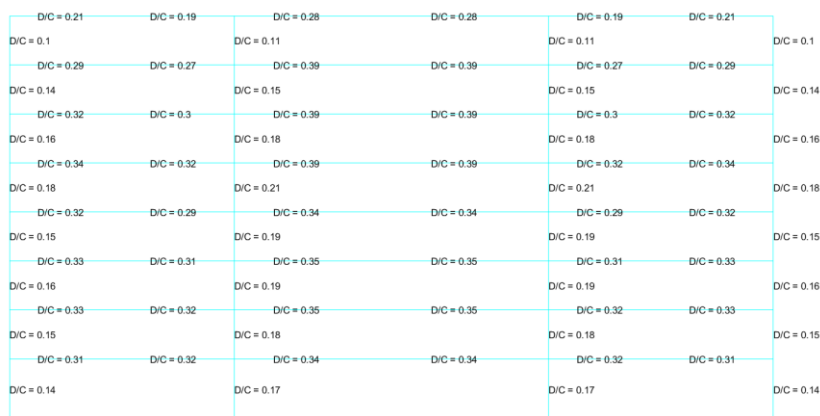 D/C = 0.21 D/C = 0.19 D/C = 0.28 D/C = 0.28 D/C = 0.19 D/C = 0.21
D/C = 0.1 D/C = 0.11 D/C = 0.11 D/C = 0.1
D/C = 0.29 D/C = 0.27 D/C = 0.39 D/C = 0.39 D/C = 0.27 D/C = 0.29
D/C = 0.14 D/C = 0.15 D/C = 0.15 D/C = 0.14
D/C = 0.32 D/C = 0.3 D/C = 0.39 D/C = 0.39 D/C = 0.3 D/C = 0.32
D/C = 0.16 D/C = 0.18 D/C = 0.18 D/C = 0.16
D/C = 0.34 D/C = 0.32 D/C = 0.39 D/C = 0.39 D/C = 0.32 D/C = 0.34
D/C = 0.18 D/C = 0.21 D/C = 0.21 D/C = 0.18
D/C = 0.32 D/C = 0.29 D/C = 0.34 D/C = 0.34 D/C = 0.29 D/C = 0.32
D/C = 0.15 D/C = 0.19 D/C = 0.19 D/C = 0.15
D/C = 0.33 D/C = 0.31 D/C = 0.35 D/C = 0.35 D/C = 0.31 D/C = 0.33
D/C = 0.16 D/C = 0.19 D/C = 0.19 D/C = 0.16
D/C = 0.33 D/C = 0.32 D/C = 0.35 D/C = 0.35 D/C = 0.32 D/C = 0.33
D/C = 0.15 D/C = 0.18 D/C = 0.18 D/C = 0.15
D/C = 0.31 D/C = 0.32 D/C = 0.34 D/C = 0.34 D/C = 0.32 D/C = 0.31
D/C = 0.14 D/C = 0.17 D/C = 0.17 D/C = 0.14